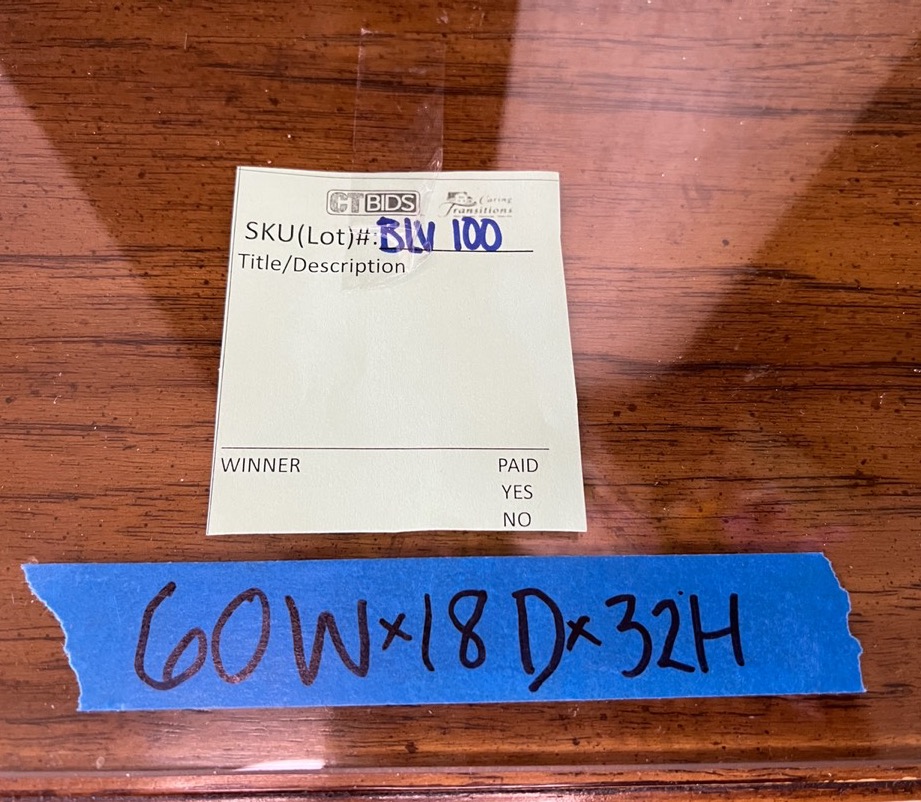 CTBIDS Caring Transitions
SKU(Lot)#: BLV 100
Title/Description
WINNER PAID
YES
NO
60W x 18D x 32H